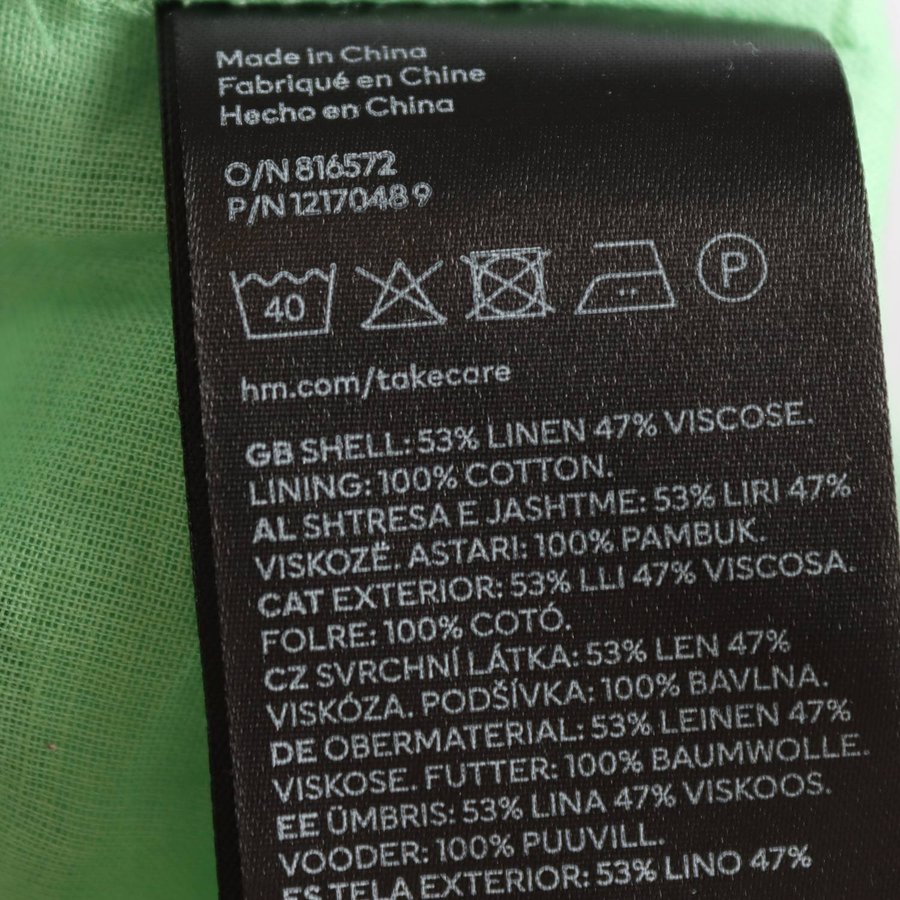 Made in China
Fabriqué en Chine
Hecho en China
O/N 816572
P/N 12170489
40
P
hm.com/takecare
GB SHELL: 53% LINEN 47% VISCOSE.
LINING: 100% COTTON.
AL SHTRESA E JASHTME: 53% LIRI 47%
VISKOZË. ASTARI: 100% PAMBUK.
CAT EXTERIOR: 53% LLI 47% VISCOSA.
FOLRE: 100% COTÓ.
CZ SVRCHNÍ LÁTKA: 53% LEN 47%
VISKÓZA. PODŠÍVKA: 100% BAVLNA.
DE OBERMATERIAL: 53% LEINEN 47%
VISKOSE. FUTTER: 100% BAUMWOLLE.
EE ÜMBRIS: 53% LINA 47% VISKOOS.
VOODER: 100% PUUVILL.
ES TELA EXTERIOR: 53% LINO 47%